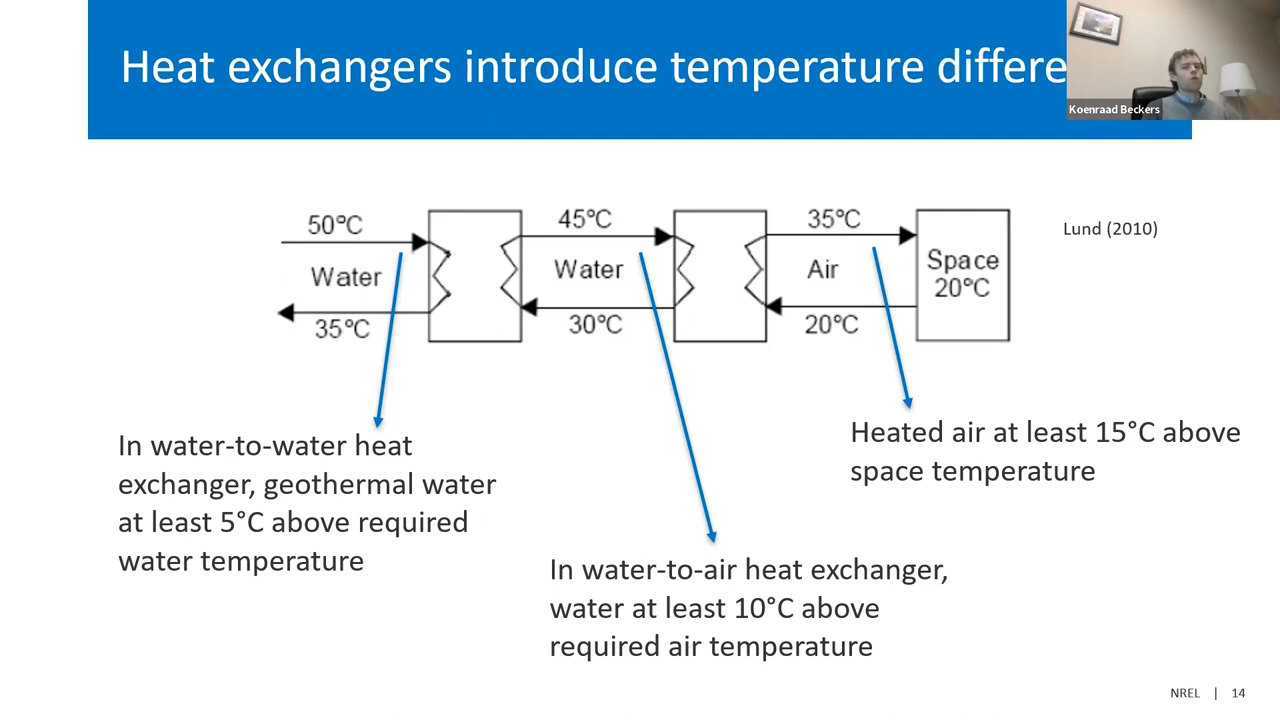 Heat exchangers introduce temperature differe
Koenraad Beckers
50°C
45°C
35°C
Lund (2010)
Water
Water
Air
Space
20°C
35°C
30°C
20°C
In water-to-water heat
exchanger, geothermal water
at least 5°C above required
water temperature
Heated air at least 15°C above
space temperature
In water-to-air heat exchanger,
water at least 10°C above
required air temperature
NREL | 14